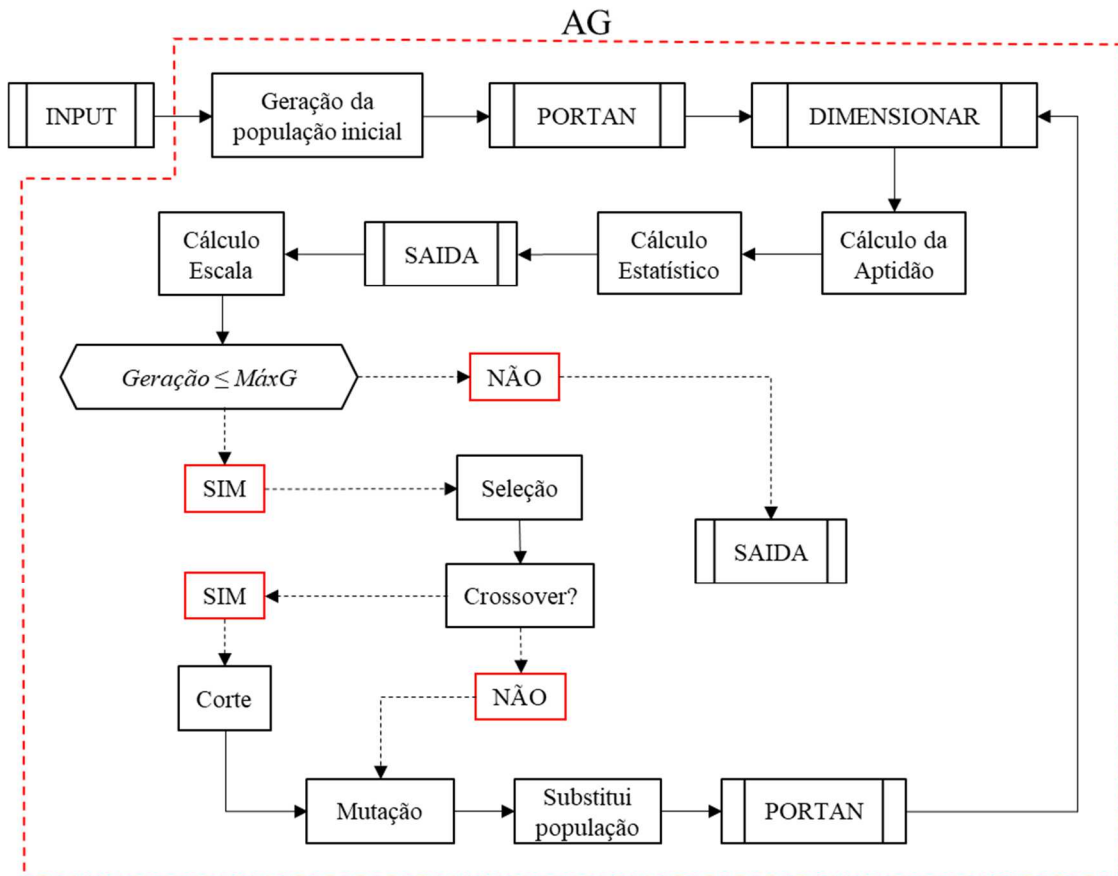 AG
INPUT
Geração da
população inicial
PORTAN
DIMENSIONAR
Cálculo
Escala
SAIDA
Cálculo
Estatístico
Cálculo da
Aptidão
Geração ≤ MáxG
NÃO
SIM
Seleção
SAIDA
SIM
Crossover?
Corte
NÃO
Mutação
Substitui
população
PORTAN